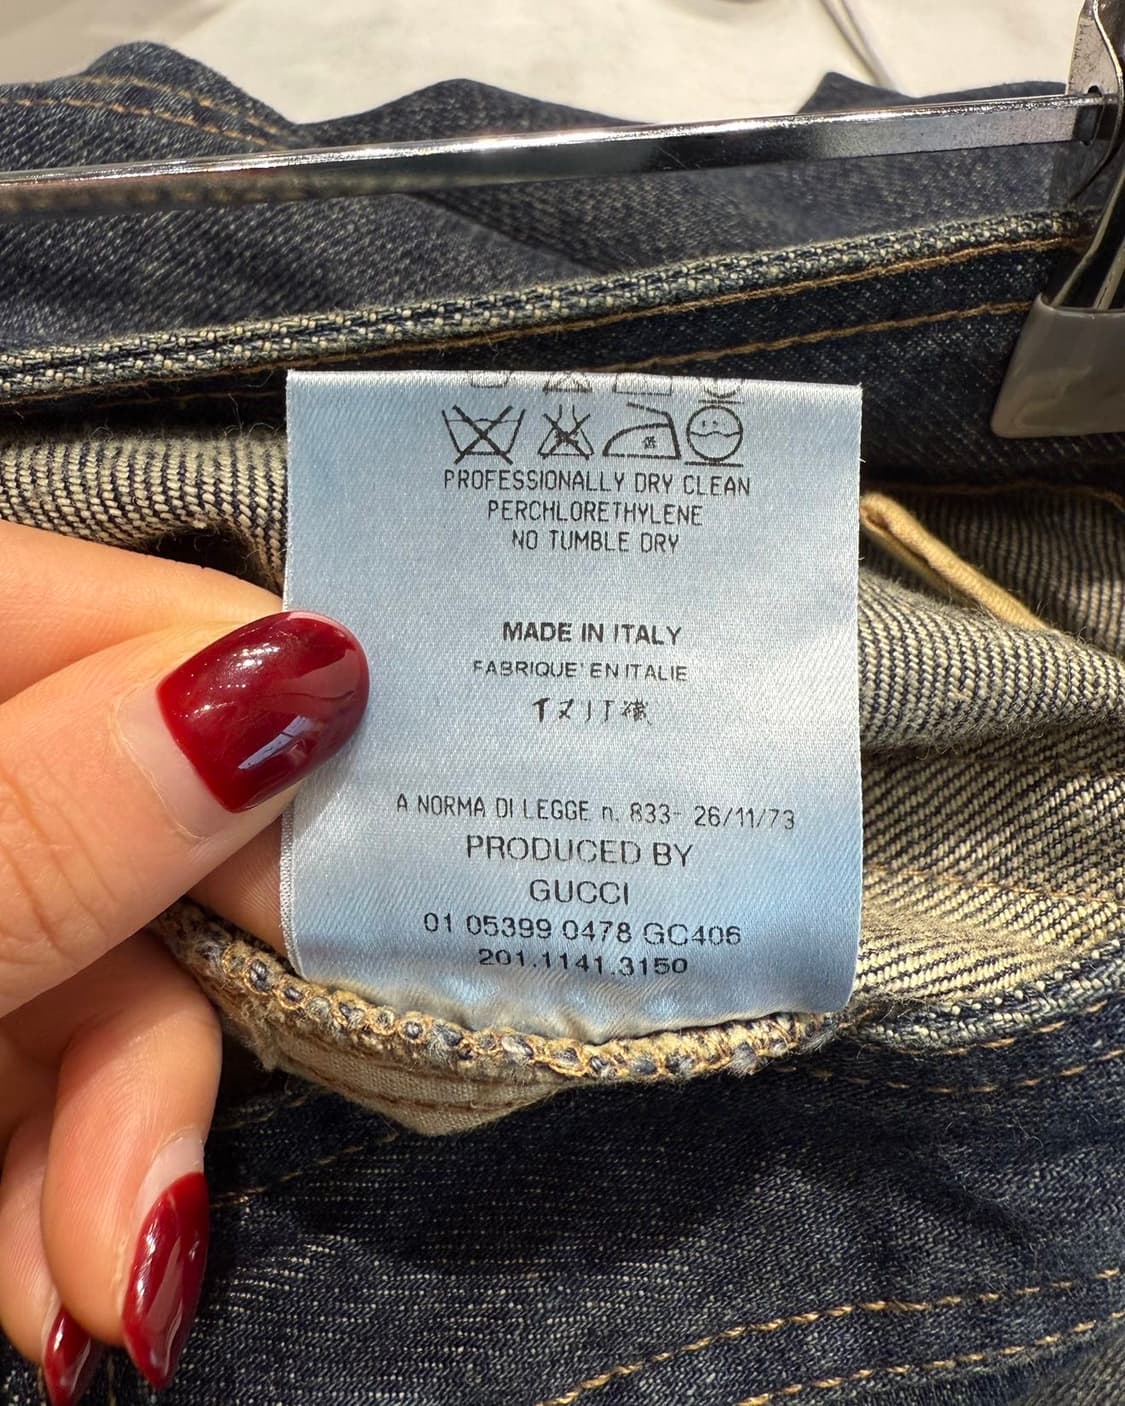 PROFESSIONALLY DRY CLEAN
PERCHLORETHYLENE
NO TUMBLE DRY
MADE IN ITALY
FABRIQUE' EN ITALIE
A NORMA DI LEGGE n. 833- 26/11/73
PRODUCED BY
GUCCI
01 05399 0478 GC406
201.1141.3150